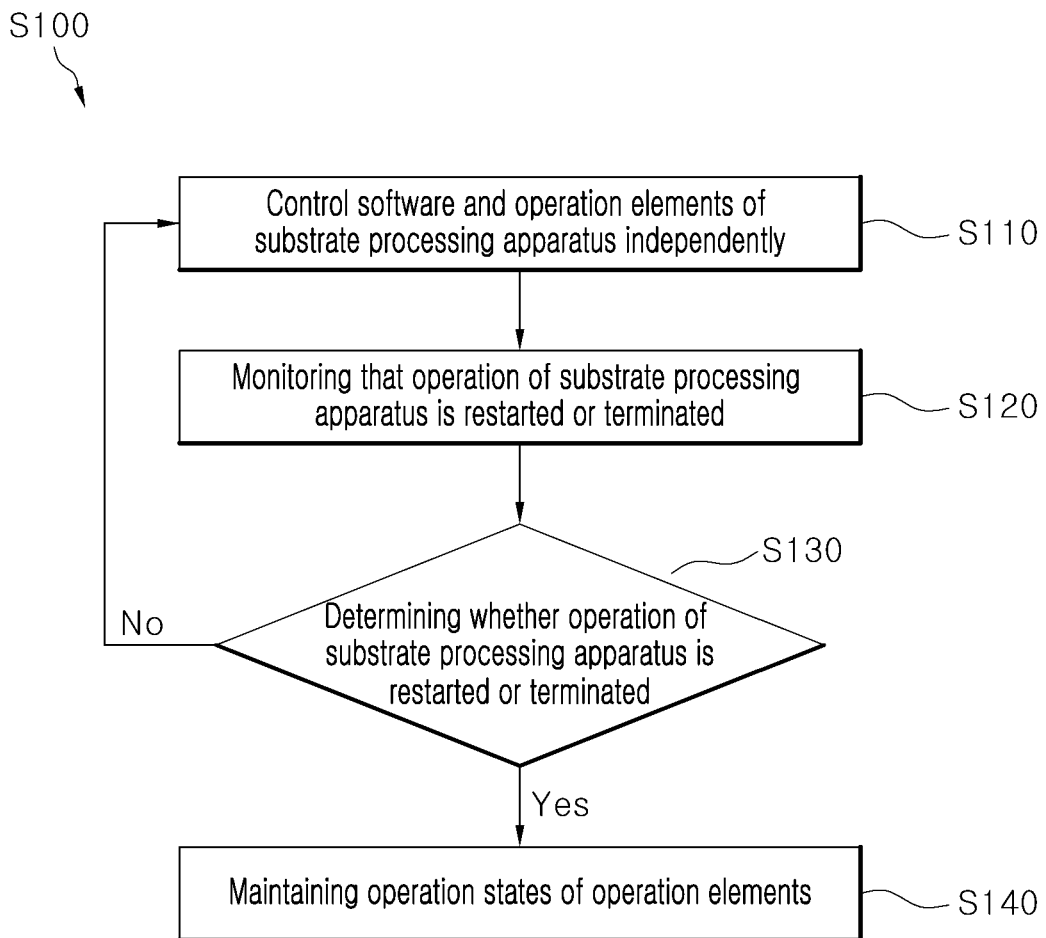 S100
Control software and operation elements of
substrate processing apparatus independently
S110
Monitoring that operation of substrate processing
apparatus is restarted or terminated
S120
S130
No
Determining whether operation of
substrate processing apparatus is
restarted or terminated
Yes
Maintaining operation states of operation elements
S140